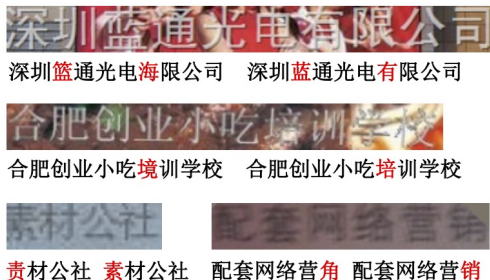 深圳蓝通光电有限公司
深圳篮通光电海限公司 深圳蓝通光电有限公司
合肥创业小吃培训学校
合肥创业小吃境训学校 合肥创业小吃培训学校
素材公社 配套网络营销
责材公社 素材公社 配套网络营角 配套网络营销